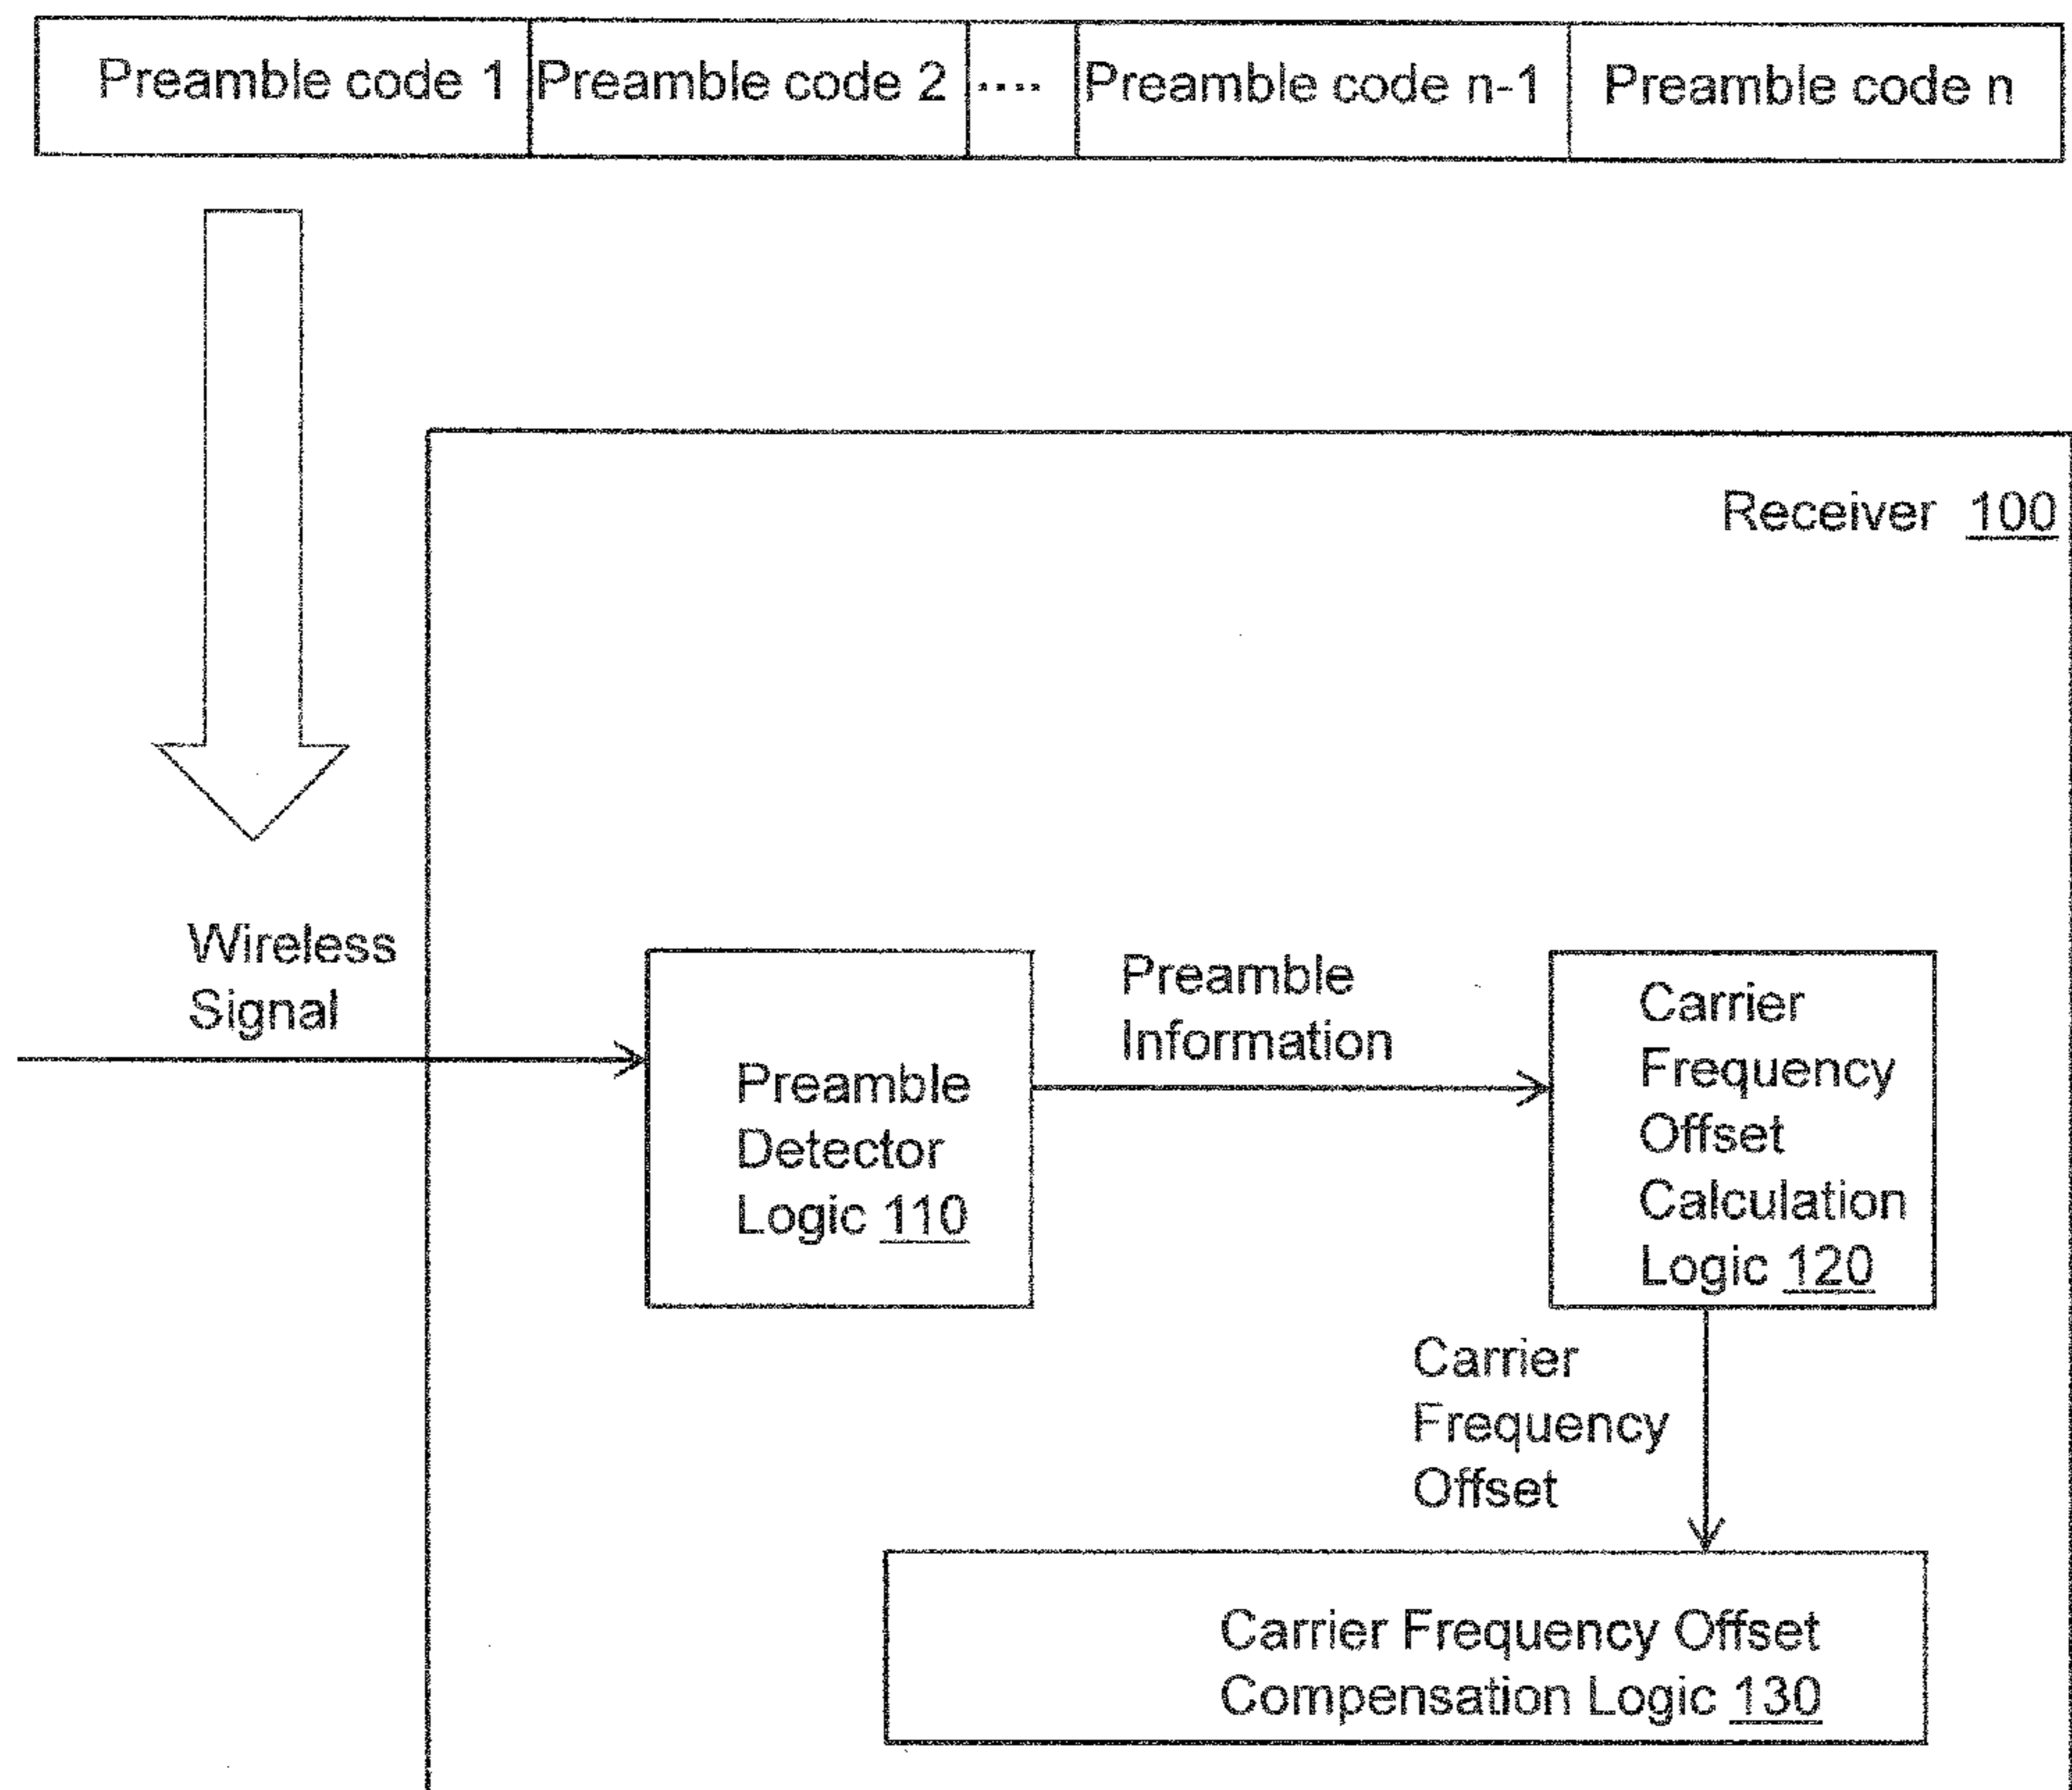 Preamble code 1 Preamble code 2 .... Preamble code n-1 Preamble code n
Receiver 100
Wireless
Signal
Preamble
Detector
Logic 110
Preamble
Information
Carrier
Frequency
Offset
Calculation
Logic 120
Carrier
Frequency
Offset
Carrier Frequency Offset
Compensation Logic 130